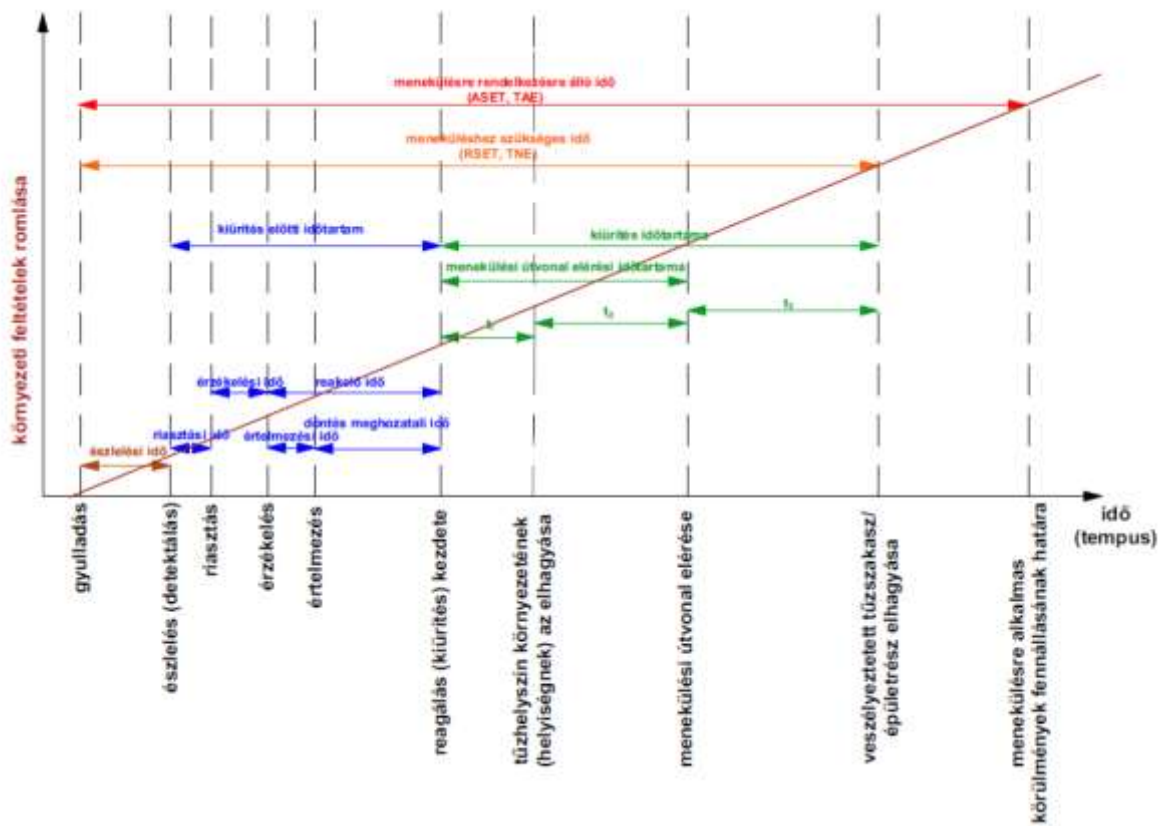 menekülésre rendelkezésre álló idő
(ASET, TAE)
meneküléshez szükséges idő
(RSET, TNE)
kiürítés előtti időtartam
kiürítés időtartama
menekülési útvonal elérési időtartama
érzékelési idő
reakció idő
döntés meghozatali idő
riasztási idő
értelmezési idő
észlelési idő
környezeti feltételek romlása
idő
(tempus)
gyulladás
észlelés (detektálás)
riasztás
érzékelés
értelmezés
reagálás (kiürítés) kezdete
tűzhelyszín környezetének
(helyiségnek) az elhagyása
menekülési útvonal elérése
veszélyeztetett tűzszakasz/
épületrész elhagyása
menekülésre alkalmas
körülmények fennállásának határa